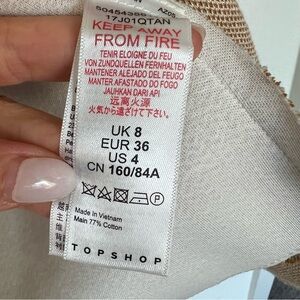 17J01QTAN
KEEP AWAY
FROM FIRE
TENIR ELOIGNE DU FEU
VON ZUNDQUELLEN FERNHALTEN
MANTENER ALEJADO DEL FUEGO
MANTER AFASTADO DO FOGO
JAUHKAN DARI API
远离火源
火気から遠ざけて下さい。
UK 8
EUR 36
US 4
CN 160/84A
Made in Vietnam
Main 77% Cotton
TOPSHOP